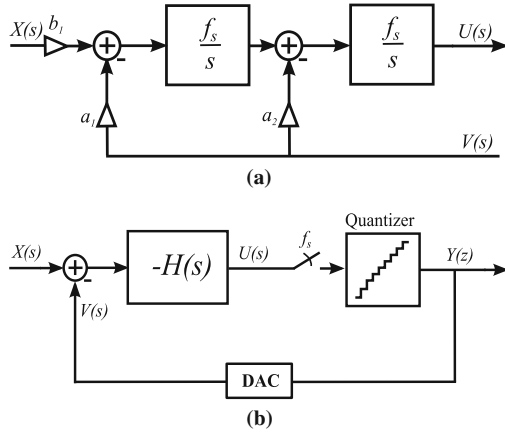 X(s) b₁
+
-
fₛ
s
+
-
fₛ
s
U(s)
a₁
a₂
V(s)
(a)
X(s)
+
-
V(s)
-H(s)
U(s)
fₛ
Quantizer
Y(z)
DAC
(b)